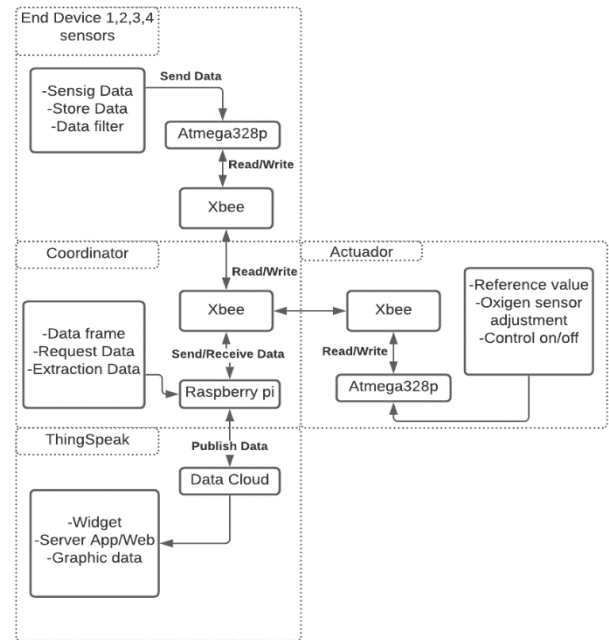 End Device 1,2,3,4
sensors
Send Data
-Sensig Data
-Store Data
-Data filter
Atmega328p
Read/Write
Xbee
Coordinator
Actuador
Read/Write
-Reference value
-Oxigen sensor
adjustment
-Control on/off
Xbee
Xbee
-Data frame
-Request Data
-Extraction Data
Send/Receive Data
Read/Write
Raspberry pi
Atmega328p
ThingSpeak
Publish Data
Data Cloud
-Widget
-Server App/Web
-Graphic data